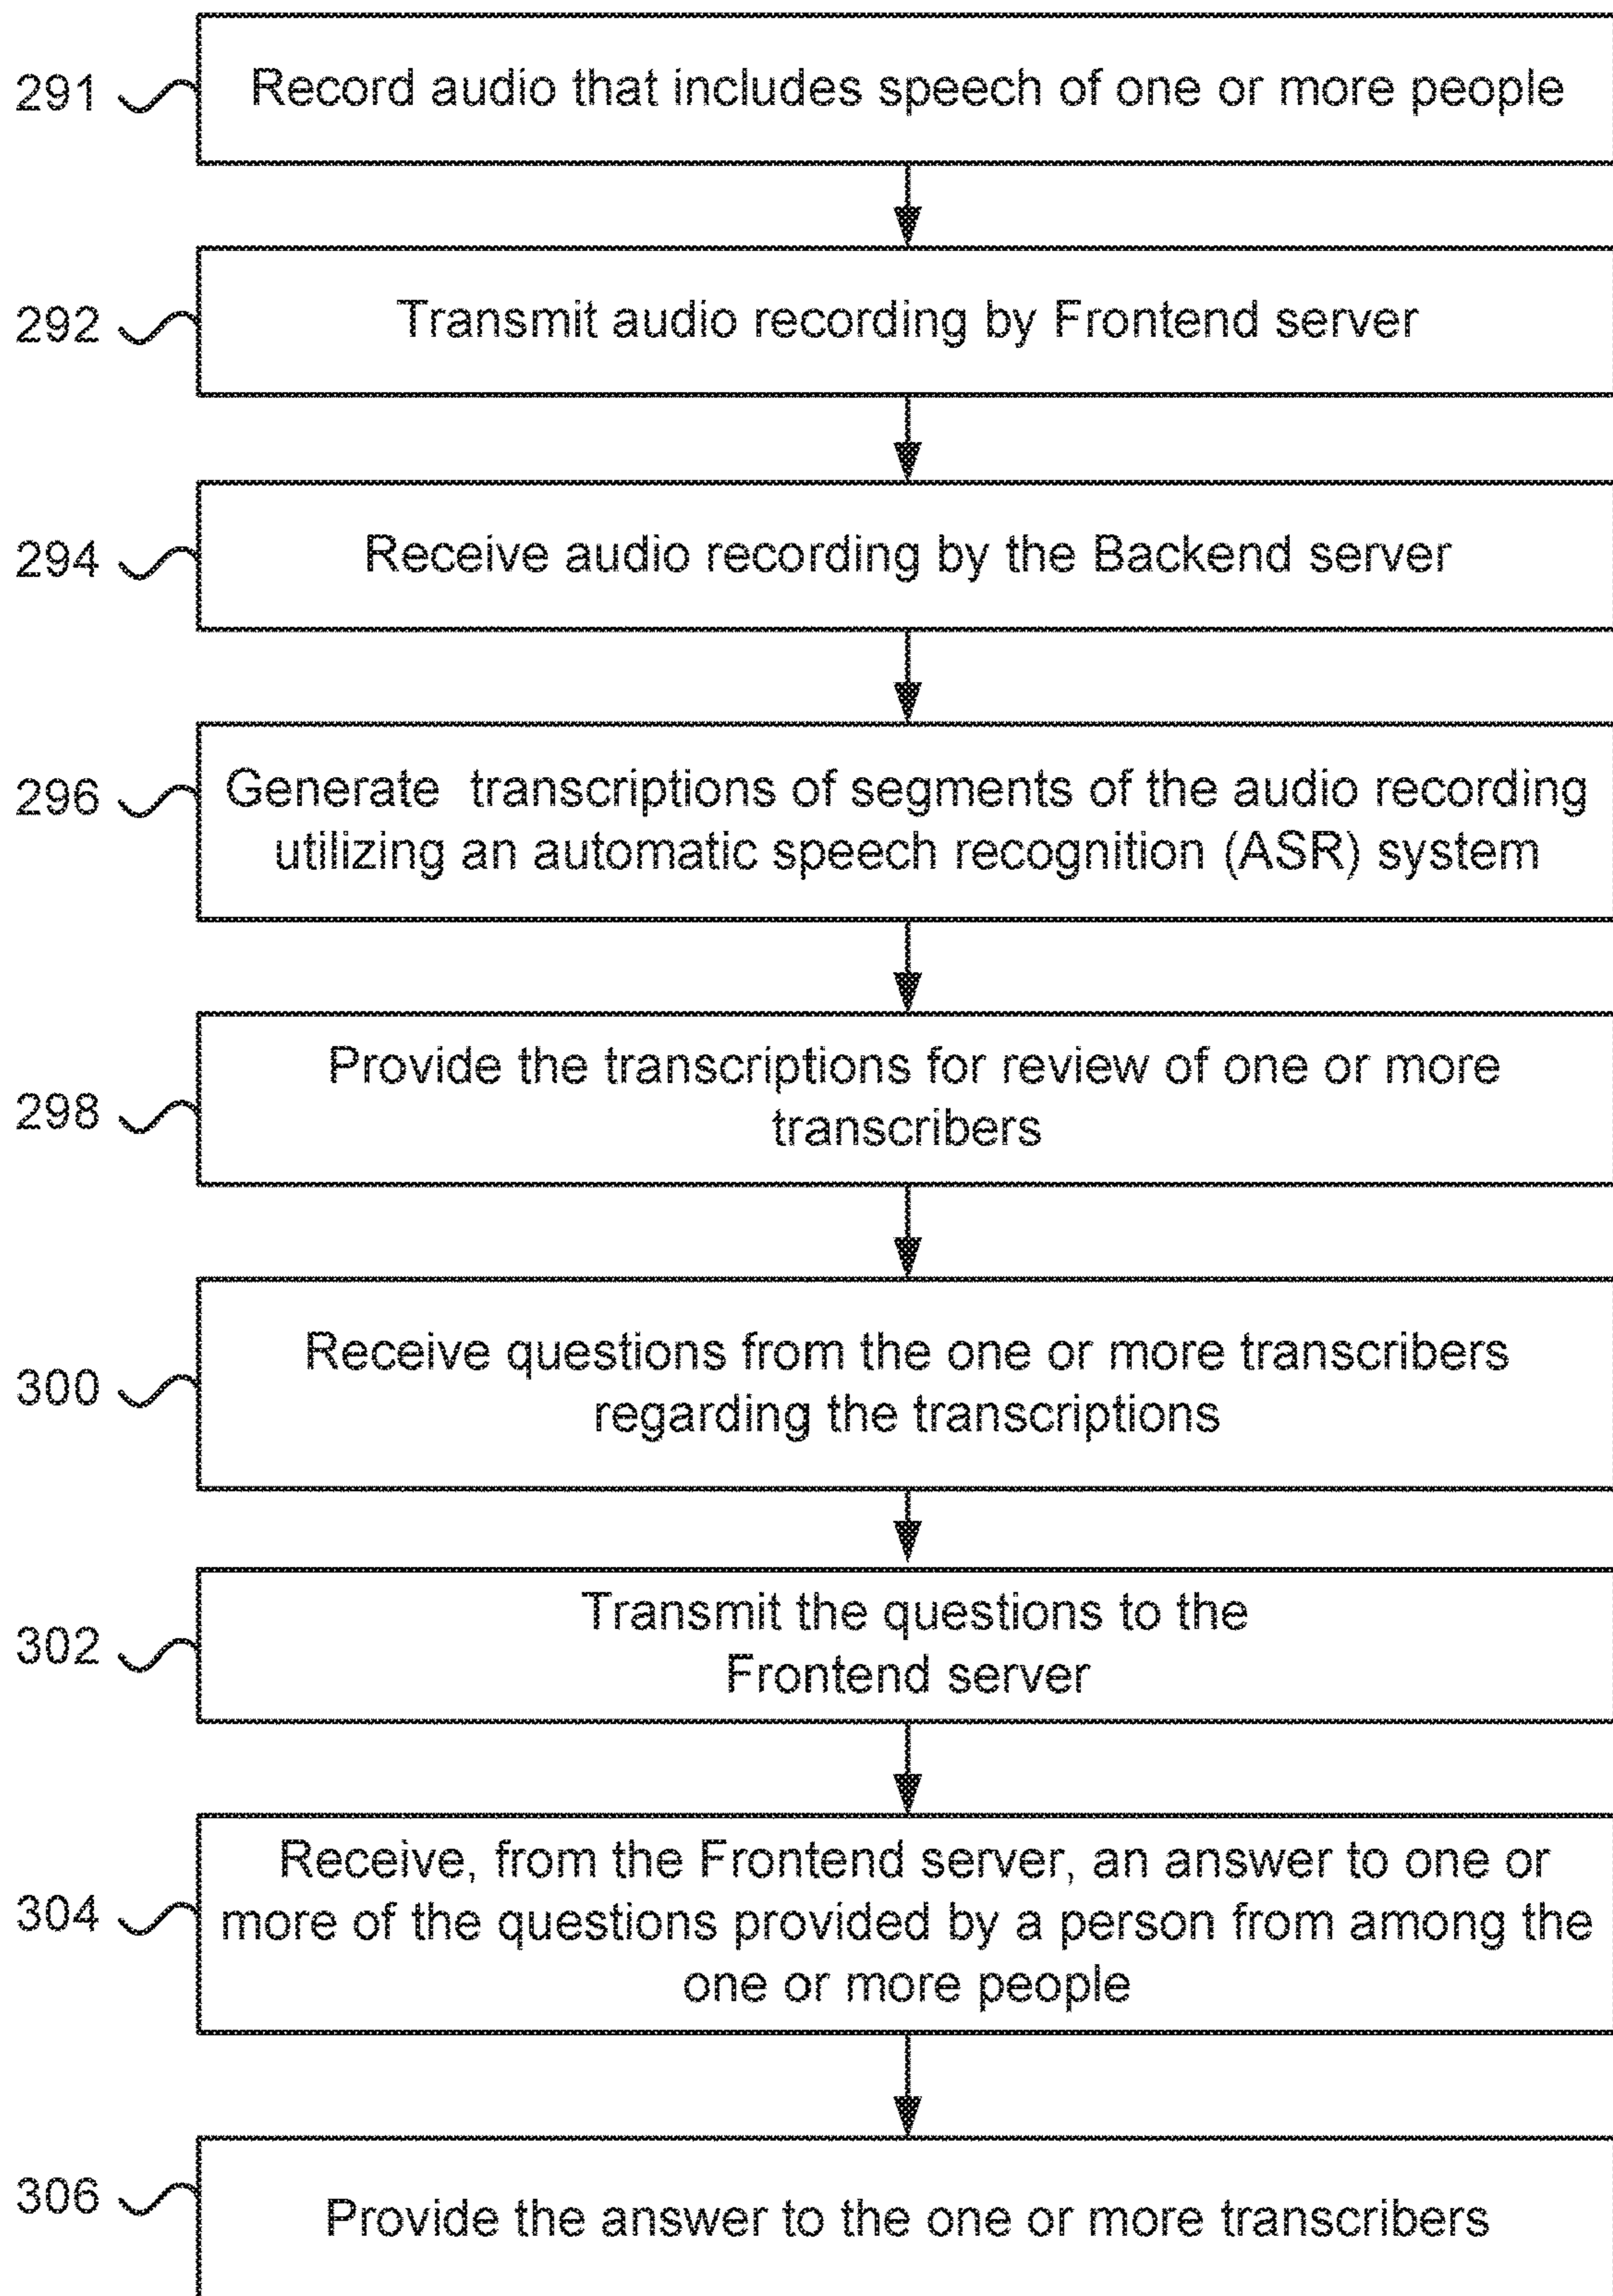 291 Record audio that includes speech of one or more people
292 Transmit audio recording by Frontend server
294 Receive audio recording by the Backend server
296 Generate transcriptions of segments of the audio recording
utilizing an automatic speech recognition (ASR) system
298 Provide the transcriptions for review of one or more
transcribers
300 Receive questions from the one or more transcribers
regarding the transcriptions
302 Transmit the questions to the
Frontend server
304 Receive, from the Frontend server, an answer to one or
more of the questions provided by a person from among the
one or more people
306 Provide the answer to the one or more transcribers